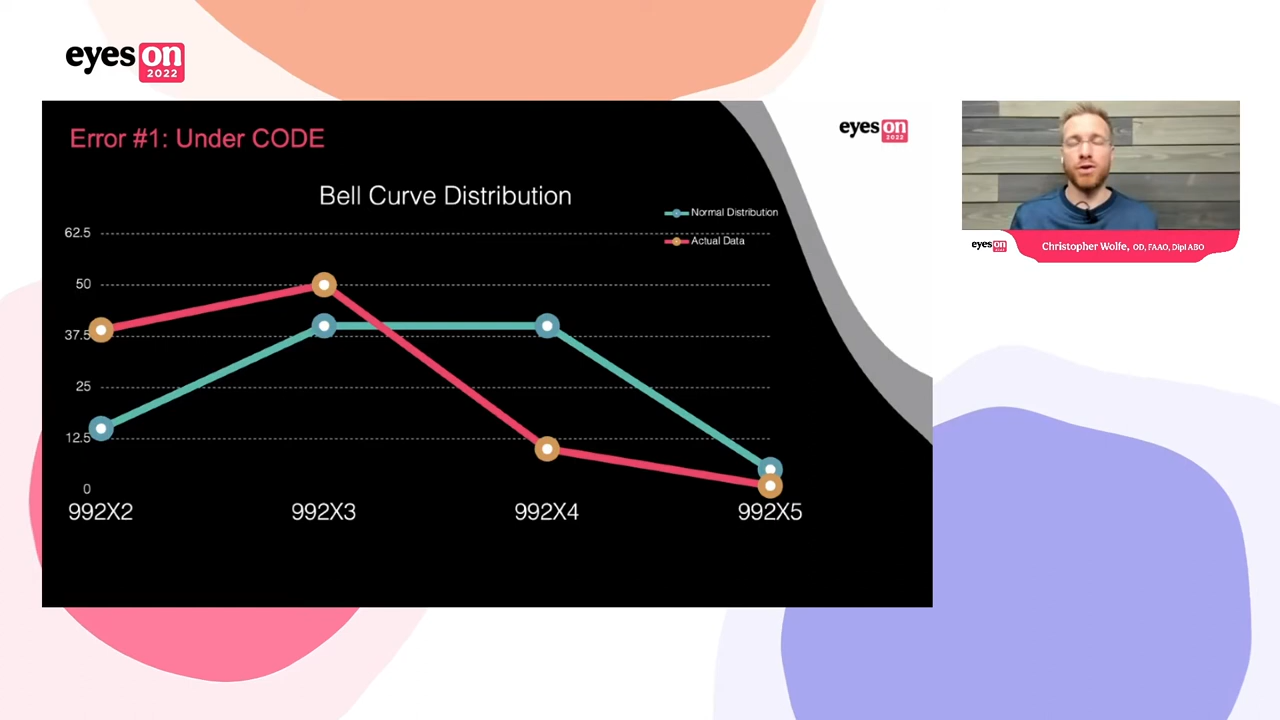 eyes on
2022
Error #1: Under CODE
eyes on
2022
Bell Curve Distribution
Normal Distribution
Actual Data
62.5
50
37.5
25
12.5
0
992X2 992X3 992X4 992X5
eyes on
Christopher Wolfe, OD, FAAO, Dipl ABO